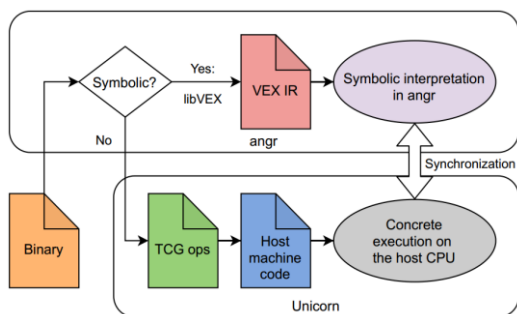 Symbolic?
Yes:
libVEX
VEX IR
Symbolic interpretation
in angr
No
angr
Synchronization
Binary
TCG ops
Host
machine
code
Concrete
execution on
the host CPU
Unicorn